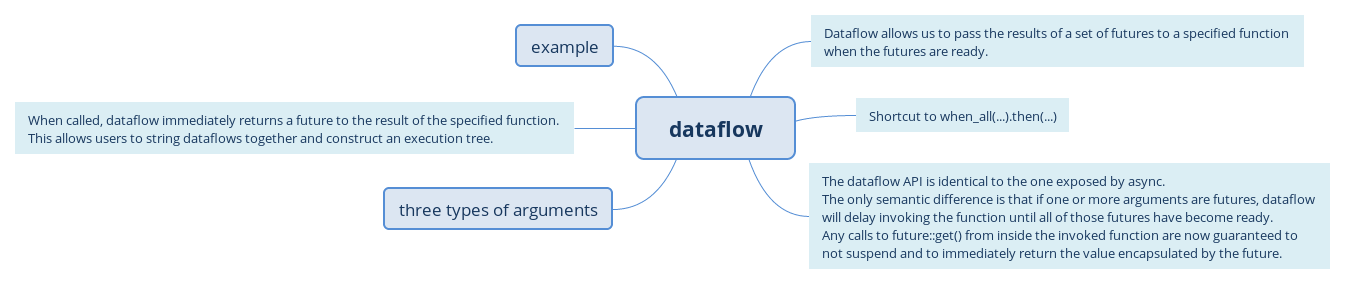 example
Dataflow allows us to pass the results of a set of futures to a specified function
when the futures are ready.
When called, dataflow immediately returns a future to the result of the specified function.
This allows users to string dataflows together and construct an execution tree.
dataflow
Shortcut to when_all(...).then(...)
three types of arguments
The dataflow API is identical to the one exposed by async.
The only semantic difference is that if one or more arguments are futures, dataflow
will delay invoking the function until all of those futures have become ready.
Any calls to future::get() from inside the invoked function are now guaranteed to
not suspend and to immediately return the value encapsulated by the future.